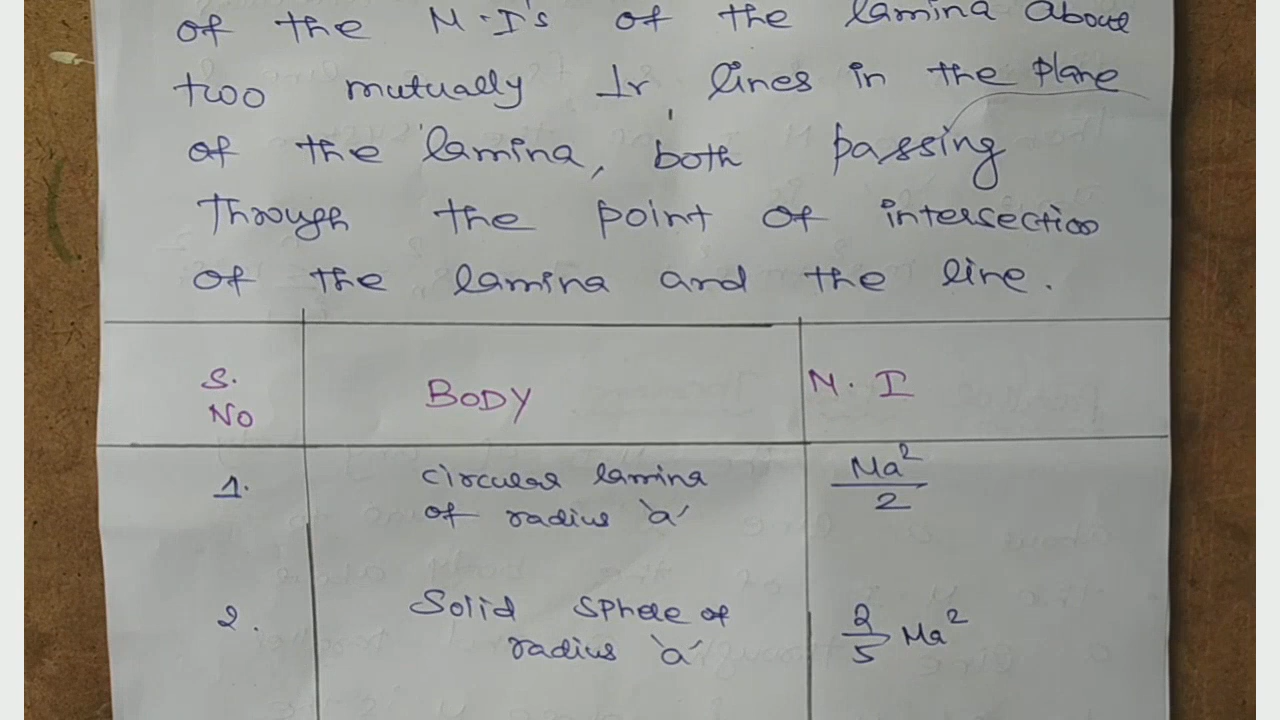 of the M.I's of the lamina about
two mutually ⊥r lines in the plane
of the lamina, both passing
Through the point of intersection
of the lamina and the line.
S. No BODY M.I
1. circular lamina of radius 'a' Ma²/2
2. Solid sphere of radius 'a' 2/5 Ma²